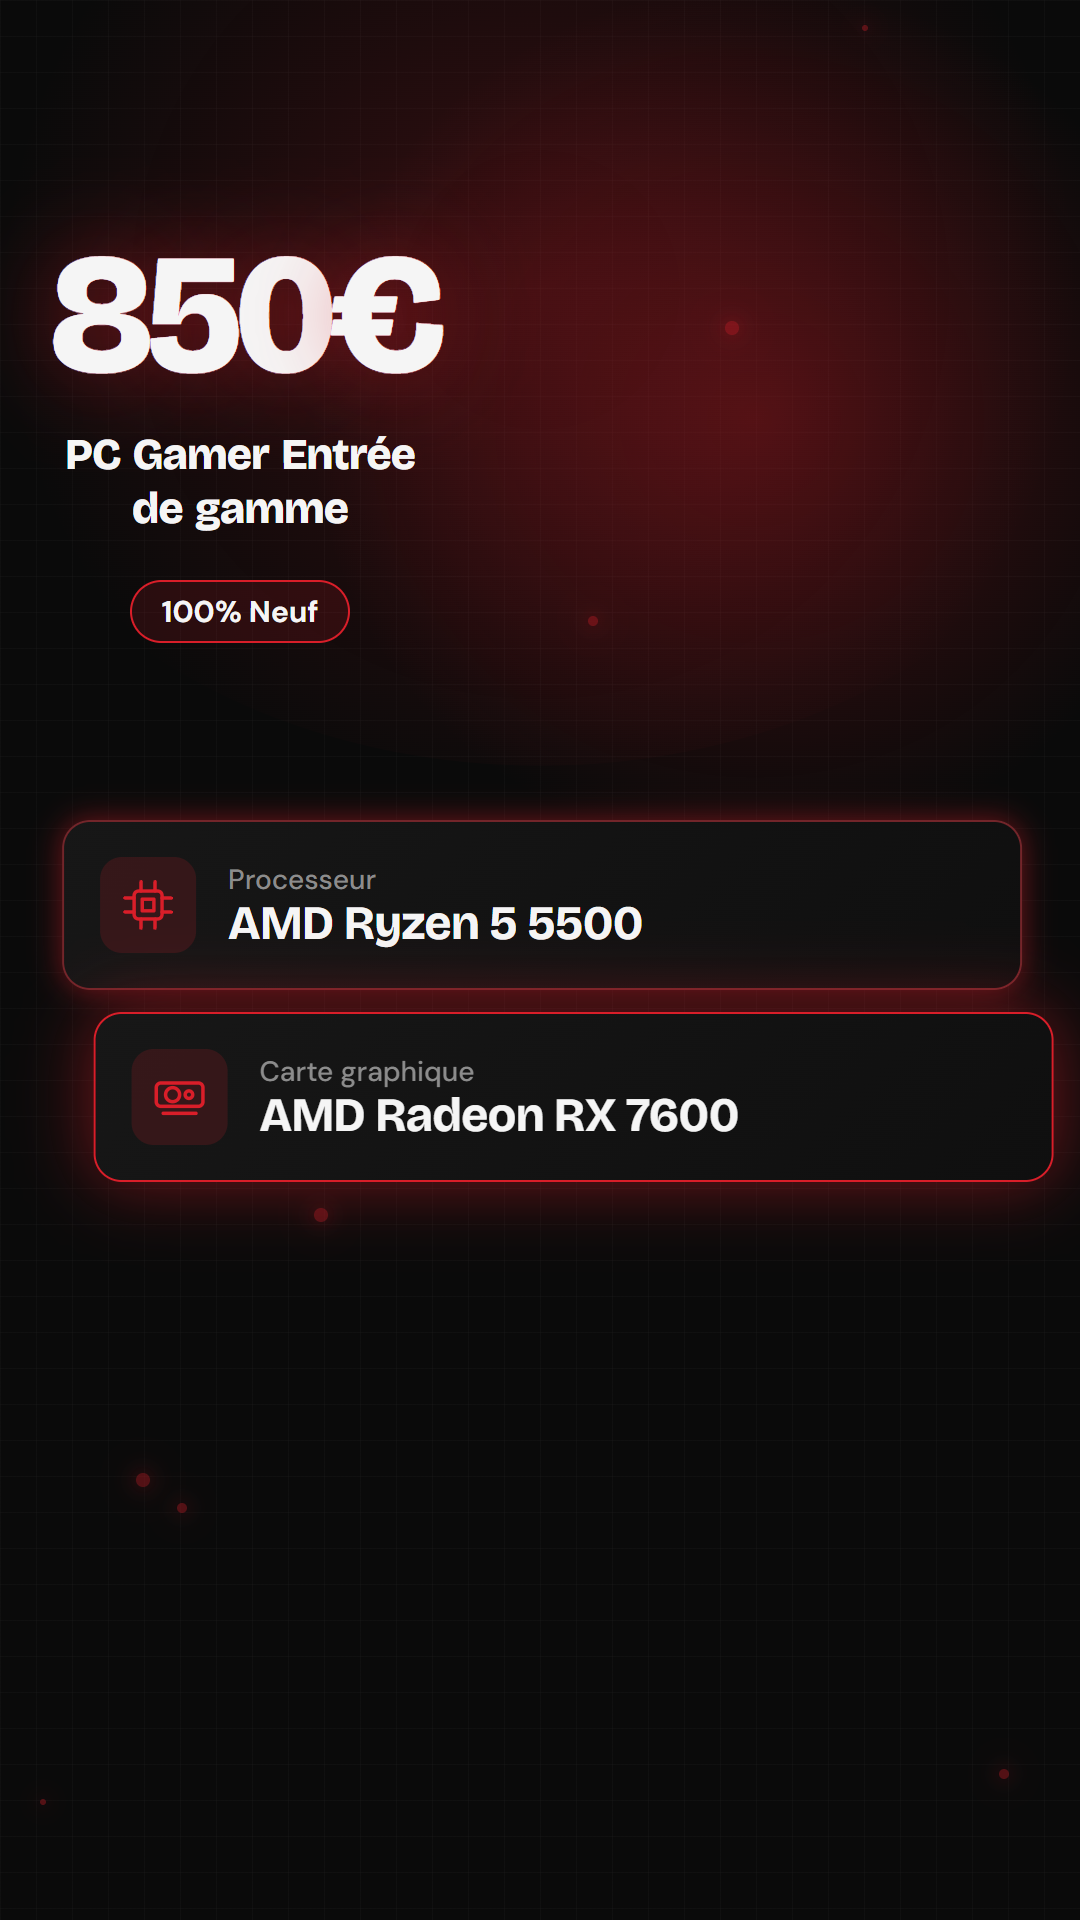 850€
PC Gamer Entrée
de gamme
100% Neuf
Processeur
AMD Ryzen 5 5500
Carte graphique
AMD Radeon RX 7600